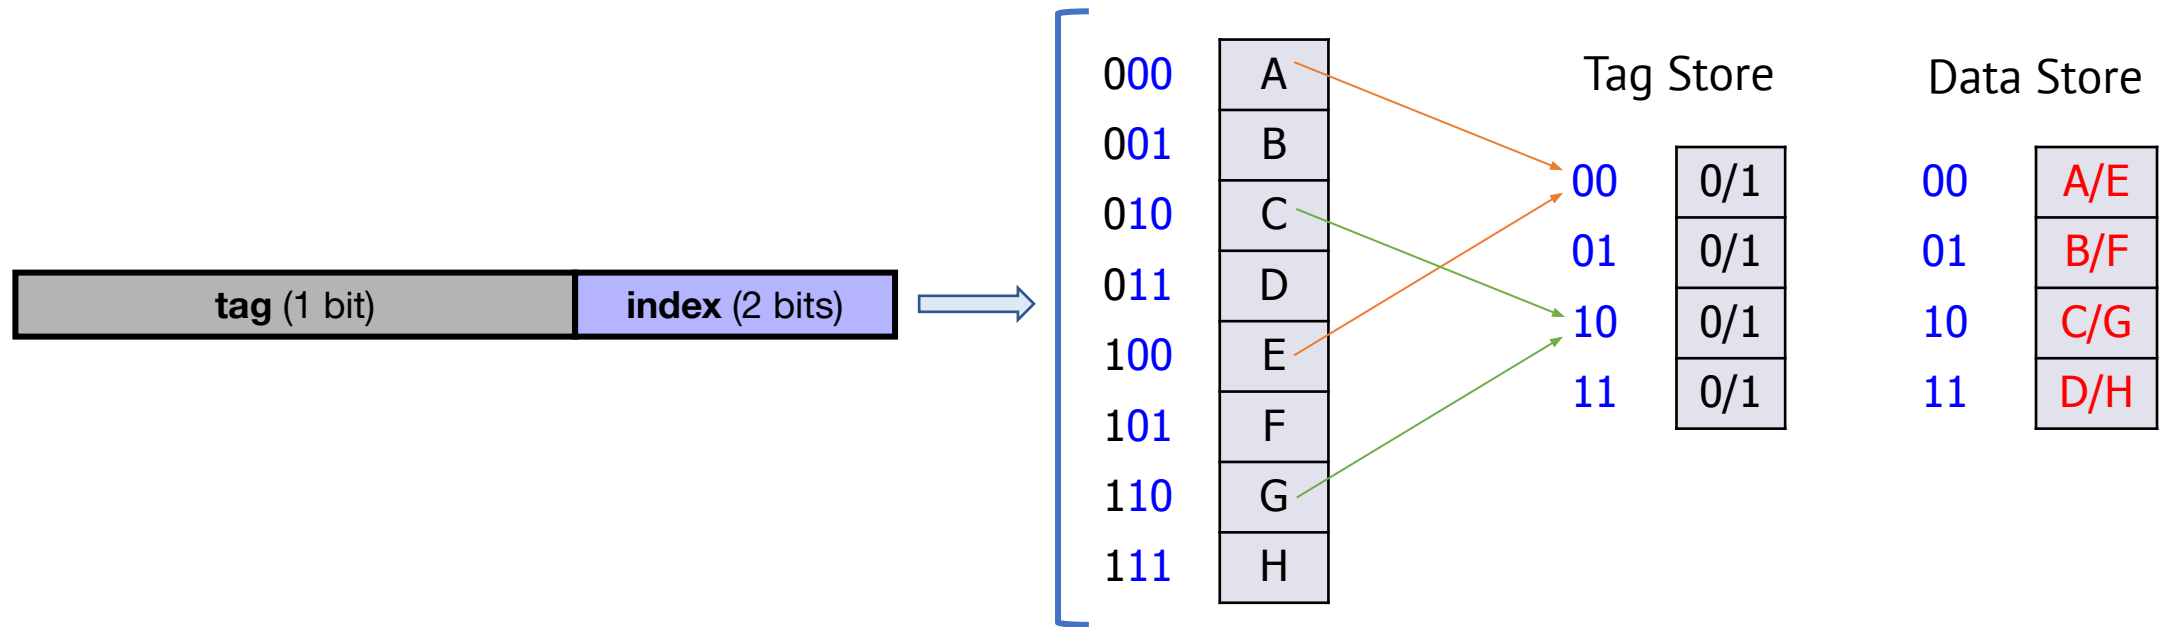 tag (1 bit) index (2 bits)
000 A
001 B
010 C
011 D
100 E
101 F
110 G
111 H
Tag Store
00 0/1
01 0/1
10 0/1
11 0/1
Data Store
00 A/E
01 B/F
10 C/G
11 D/H